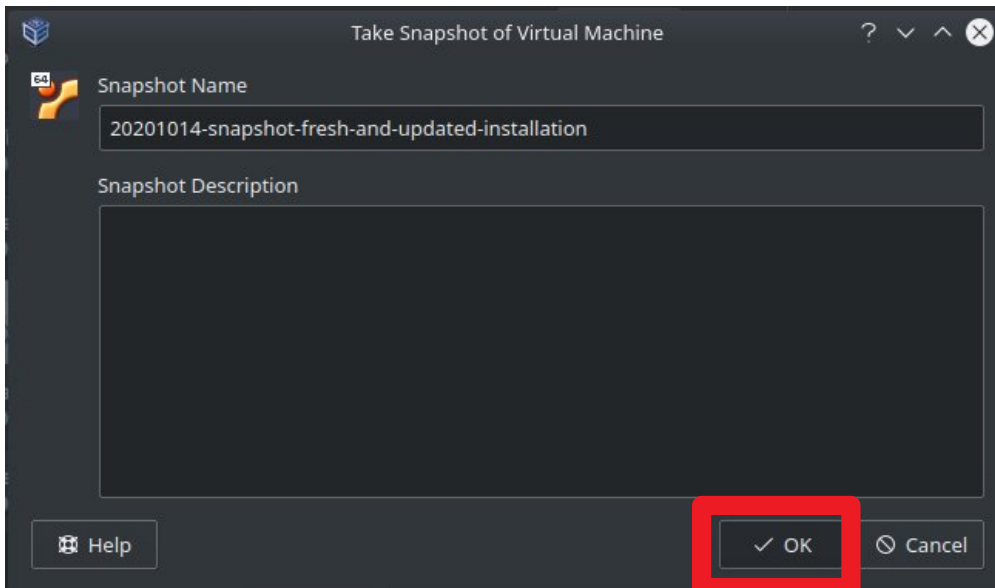 Take Snapshot of Virtual Machine
64
Snapshot Name
20201014-snapshot-fresh-and-updated-installation
Snapshot Description
Help
OK
Cancel